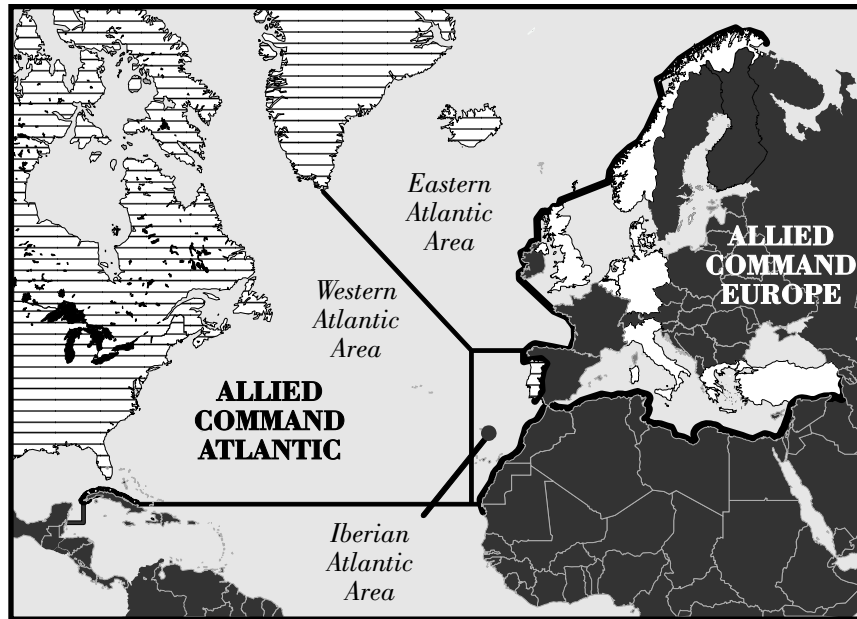 Eastern
Atlantic
Area
ALLIED
COMMAND
EUROPE
Western
Atlantic
Area
ALLIED
COMMAND
ATLANTIC
Iberian
Atlantic
Area